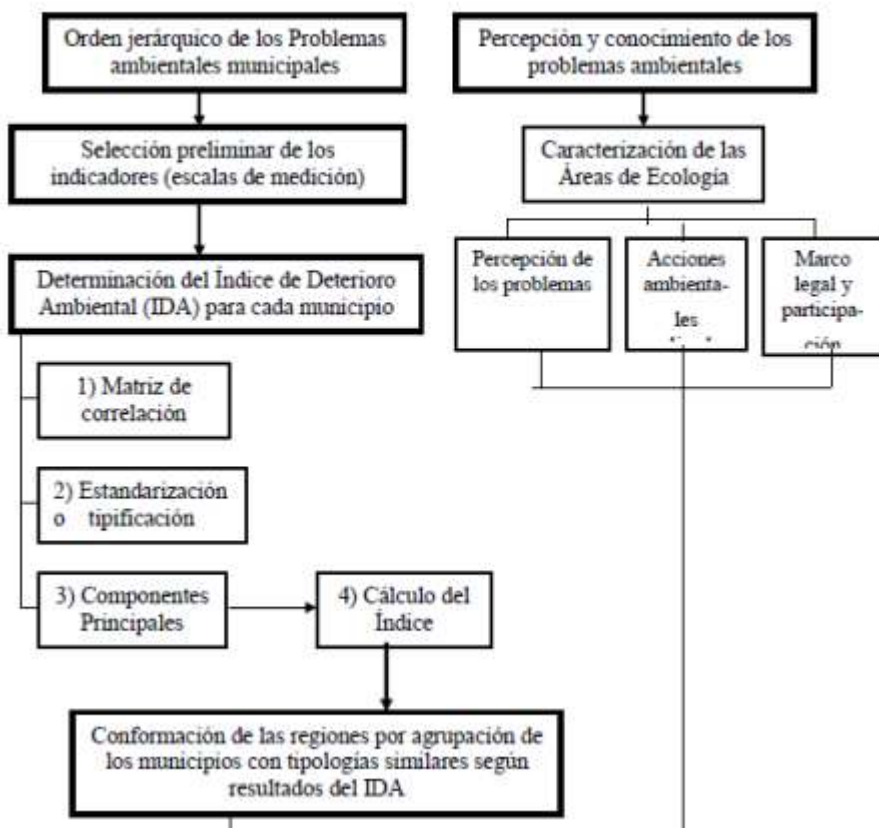 Orden jerárquico de los Problemas
ambientales municipales
Percepción y conocimiento de los
problemas ambientales
Selección preliminar de los
indicadores (escalas de medición)
Caracterización de las
Áreas de Ecología
Determinación del Índice de Deterioro
Ambiental (IDA) para cada municipio
Percepción de
los problemas
Acciones
ambienta-
les
Marco
legal y
participa-
ción
1) Matriz de
correlación
2) Estandarización
o tipificación
3) Componentes
Principales
4) Cálculo del
Índice
Conformación de las regiones por agrupación de
los municipios con tipologías similares según
resultados del IDA